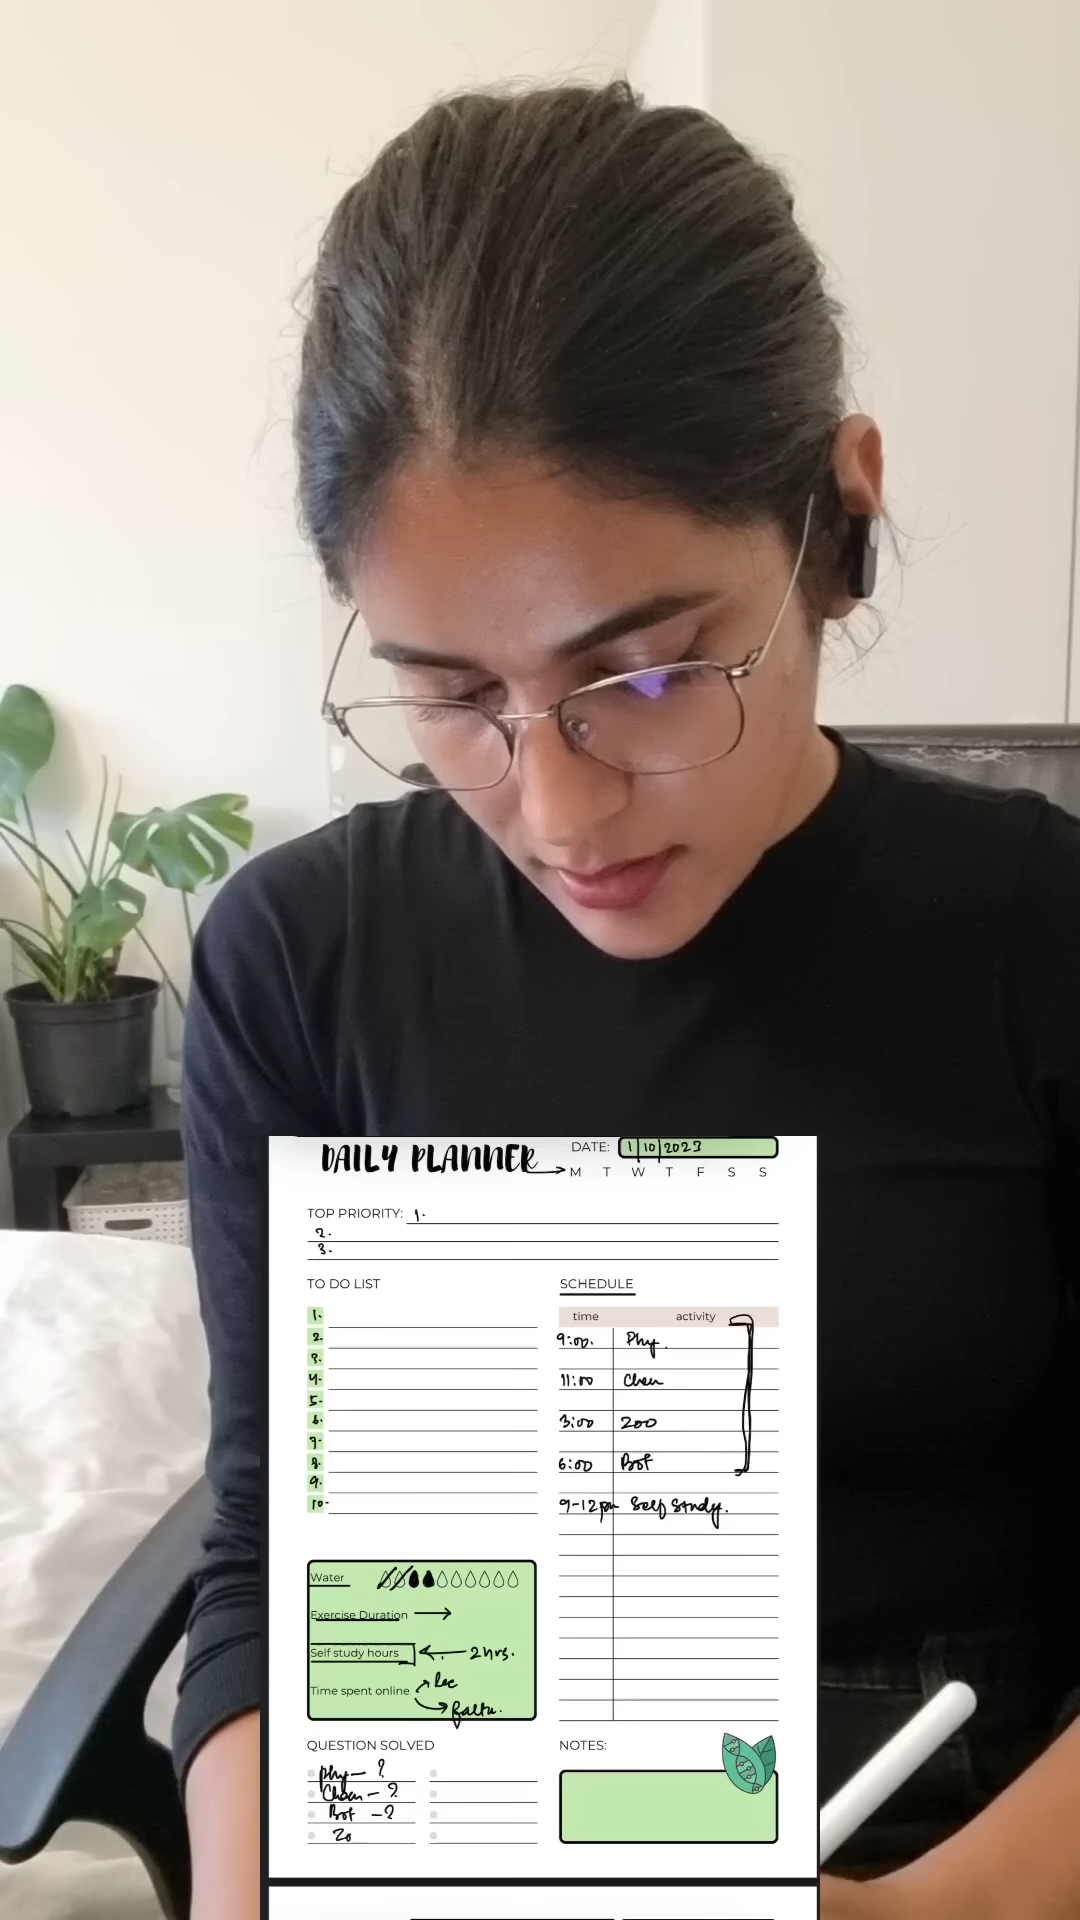 DAILY PLANNER
DATE: 1|10|2023
M T W T F S S
TOP PRIORITY: 1.
2.
3.
TO DO LIST
1.
2.
3.
4.
5.
6.
7.
8.
9.
10.
SCHEDULE
time activity
9:00. Phy.
11:00 Chem
3:00 Zoo
6:00 Bot
9-12pm Self Study.
Water
Exercise Duration →
Self study hours ← 2 hrs.
Time spent online → Rec
→ Faltu.
QUESTION SOLVED
Phy - ?
Chem - ?
Bot - ?
Zo
NOTES: